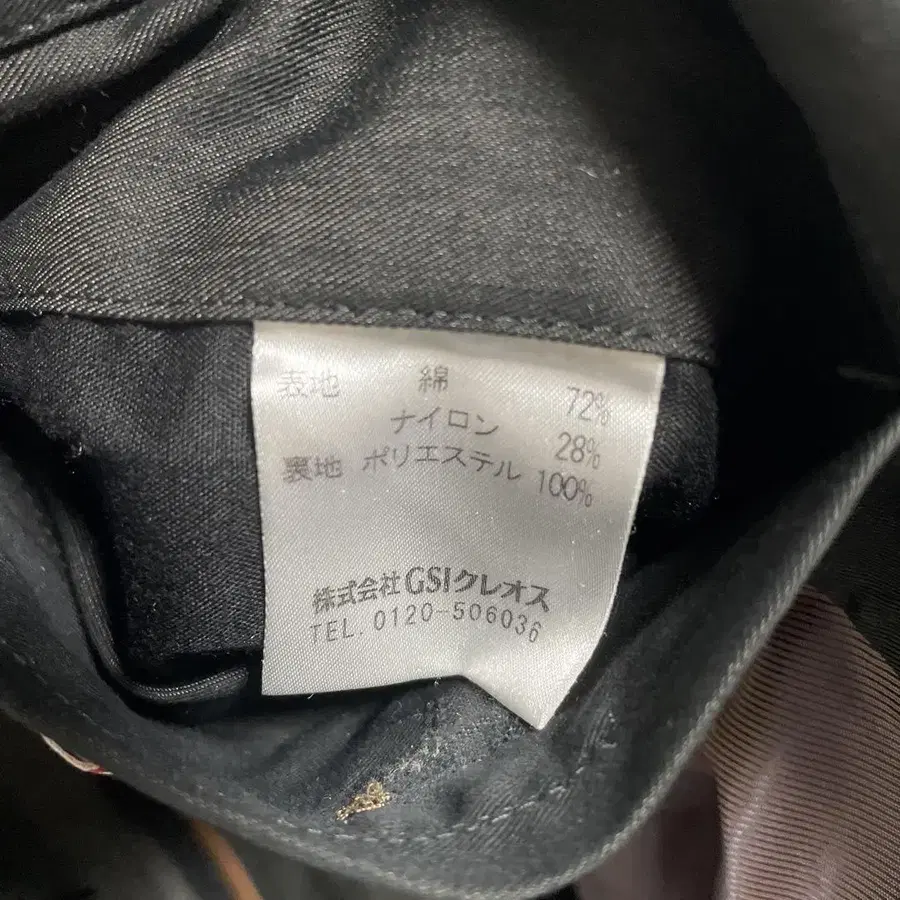 表地 綿 72%
ナイロン 28%
裏地 ポリエステル 100%
株式会社GSIクレオス
TEL. 0120-506036